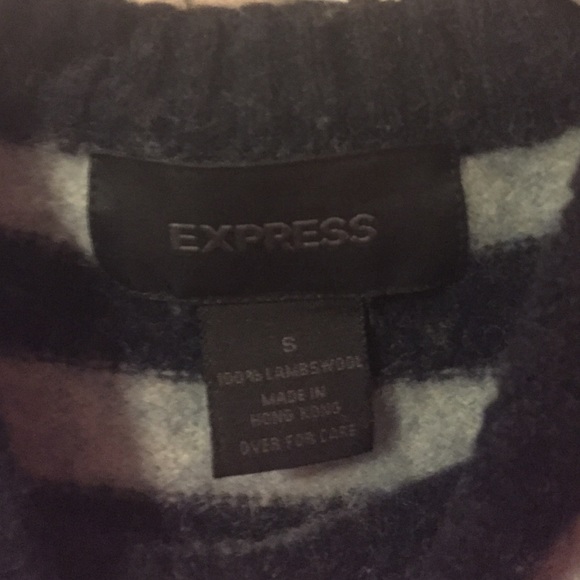 EXPRESS
S
100% LAMBSWOOL
MADE IN
HONG KONG
OVER FOR CARE